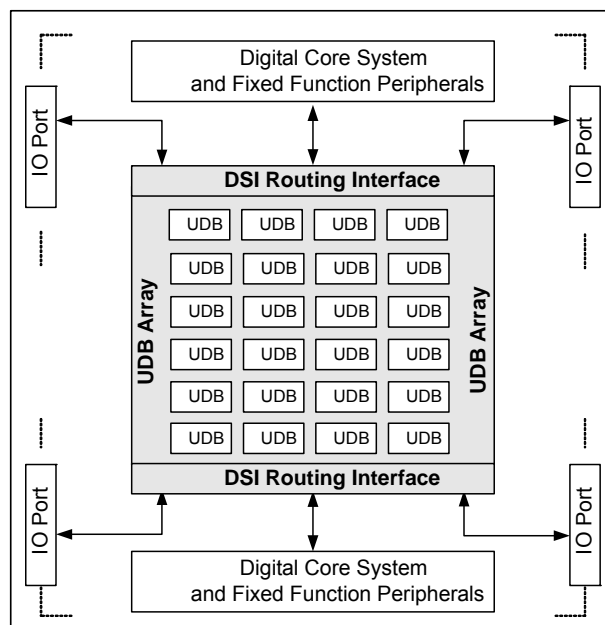 Digital Core System
and Fixed Function Peripherals
IO Port
IO Port
DSI Routing Interface
UDB Array
UDB UDB UDB UDB
UDB UDB UDB UDB
UDB UDB UDB UDB
UDB UDB UDB UDB
UDB UDB UDB UDB
UDB UDB UDB UDB
UDB Array
DSI Routing Interface
IO Port
IO Port
Digital Core System
and Fixed Function Peripherals